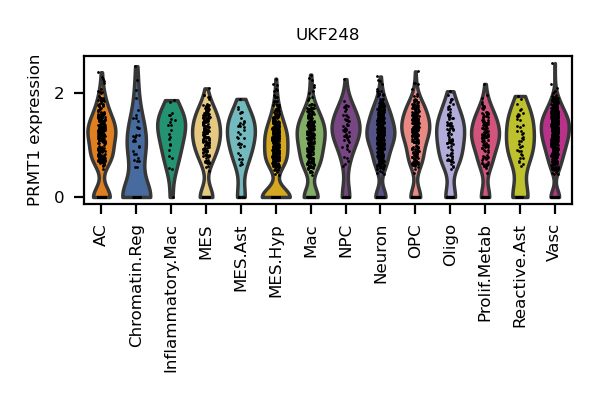 UKF248
PRMT1 expression
2
0
AC
Chromatin.Reg
Inflammatory.Mac
MES
MES.Ast
MES.Hyp
Mac
NPC
Neuron
OPC
Oligo
Prolif.Metab
Reactive.Ast
Vasc